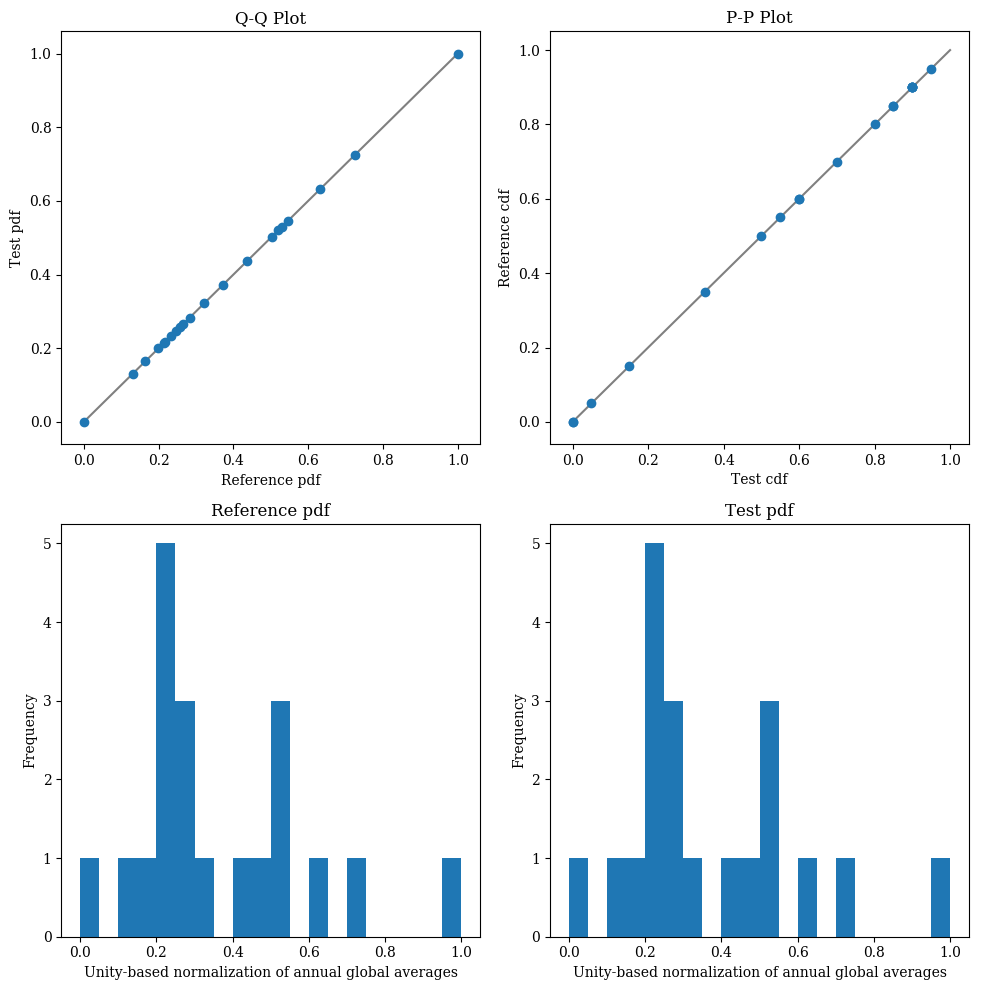 Q-Q Plot
1.0
0.8
0.6
0.4
0.2
0.0
Test pdf
0.0 0.2 0.4 0.6 0.8 1.0
Reference pdf
P-P Plot
1.0
0.8
0.6
0.4
0.2
0.0
Reference cdf
0.0 0.2 0.4 0.6 0.8 1.0
Test cdf
Reference pdf
5
4
3
2
1
0
Frequency
0.0 0.2 0.4 0.6 0.8 1.0
Unity-based normalization of annual global averages
Test pdf
5
4
3
2
1
0
Frequency
0.0 0.2 0.4 0.6 0.8 1.0
Unity-based normalization of annual global averages